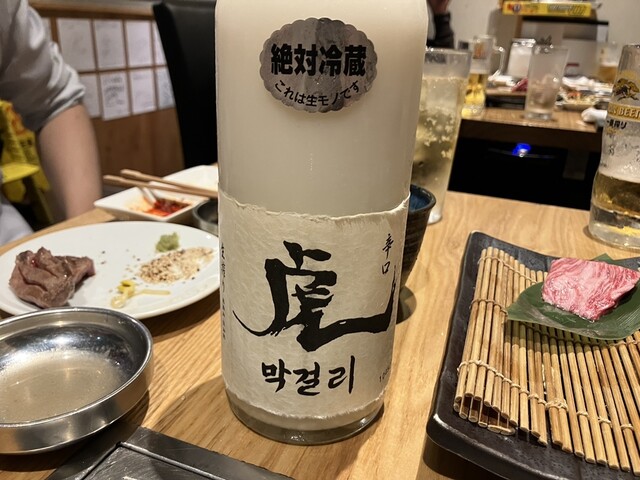 絶対冷蔵
これは生モノです
辛口
虎
막걸리